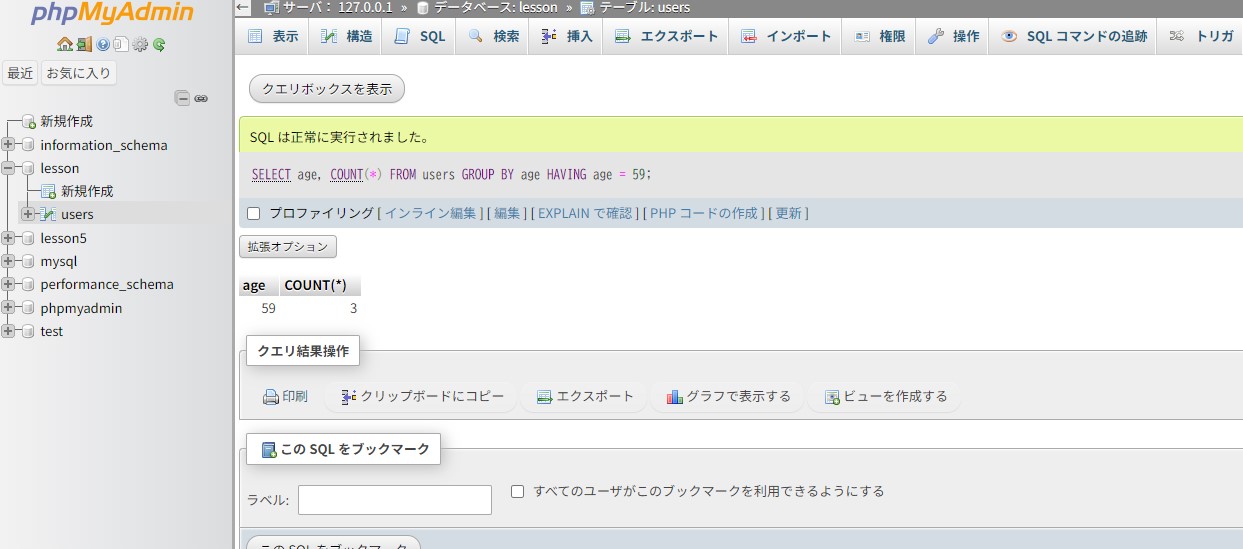 phpMyAdmin
最近 お気に入り
新規作成
information_schema
lesson
新規作成
users
lesson5
mysql
performance_schema
phpmyadmin
test
サーバ: 127.0.0.1 » データベース: lesson » テーブル: users
表示 構造 SQL 検索 挿入 エクスポート インポート 権限 操作 SQL コマンドの追跡 トリガ
クエリボックスを表示
SQL は正常に実行されました。
SELECT age, COUNT(*) FROM users GROUP BY age HAVING age = 59;
プロファイリング [ インライン編集 ] [ 編集 ] [ EXPLAIN で確認 ] [ PHP コードの作成 ] [ 更新 ]
拡張オプション
age COUNT(*)
59 3
クエリ結果操作
印刷 クリップボードにコピー エクスポート グラフで表示する ビューを作成する
この SQL をブックマーク
ラベル: すべてのユーザがこのブックマークを利用できるようにする
この SQL をブックマーク